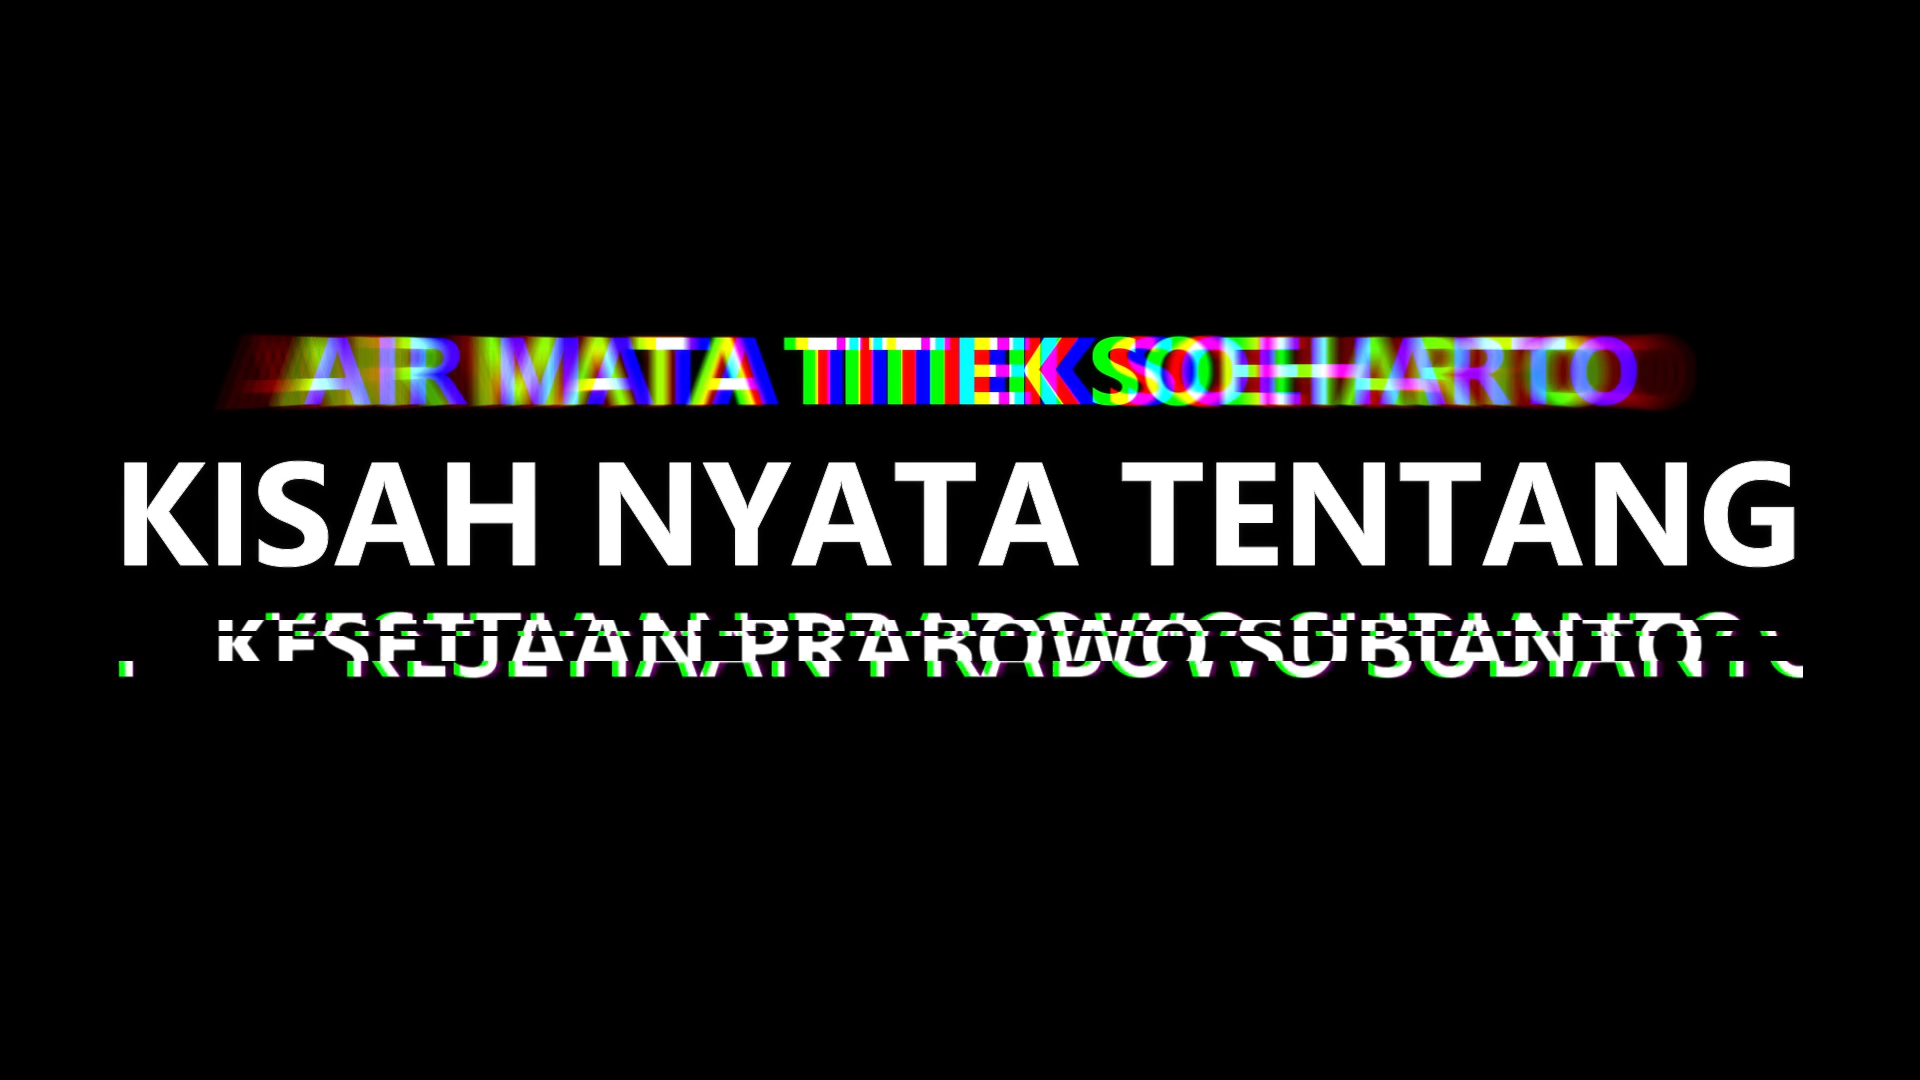 AIR MATA TITIEK SOEHARTO
KISAH NYATA TENTANG
KESETIAAN PRABOWO SUBIANTO